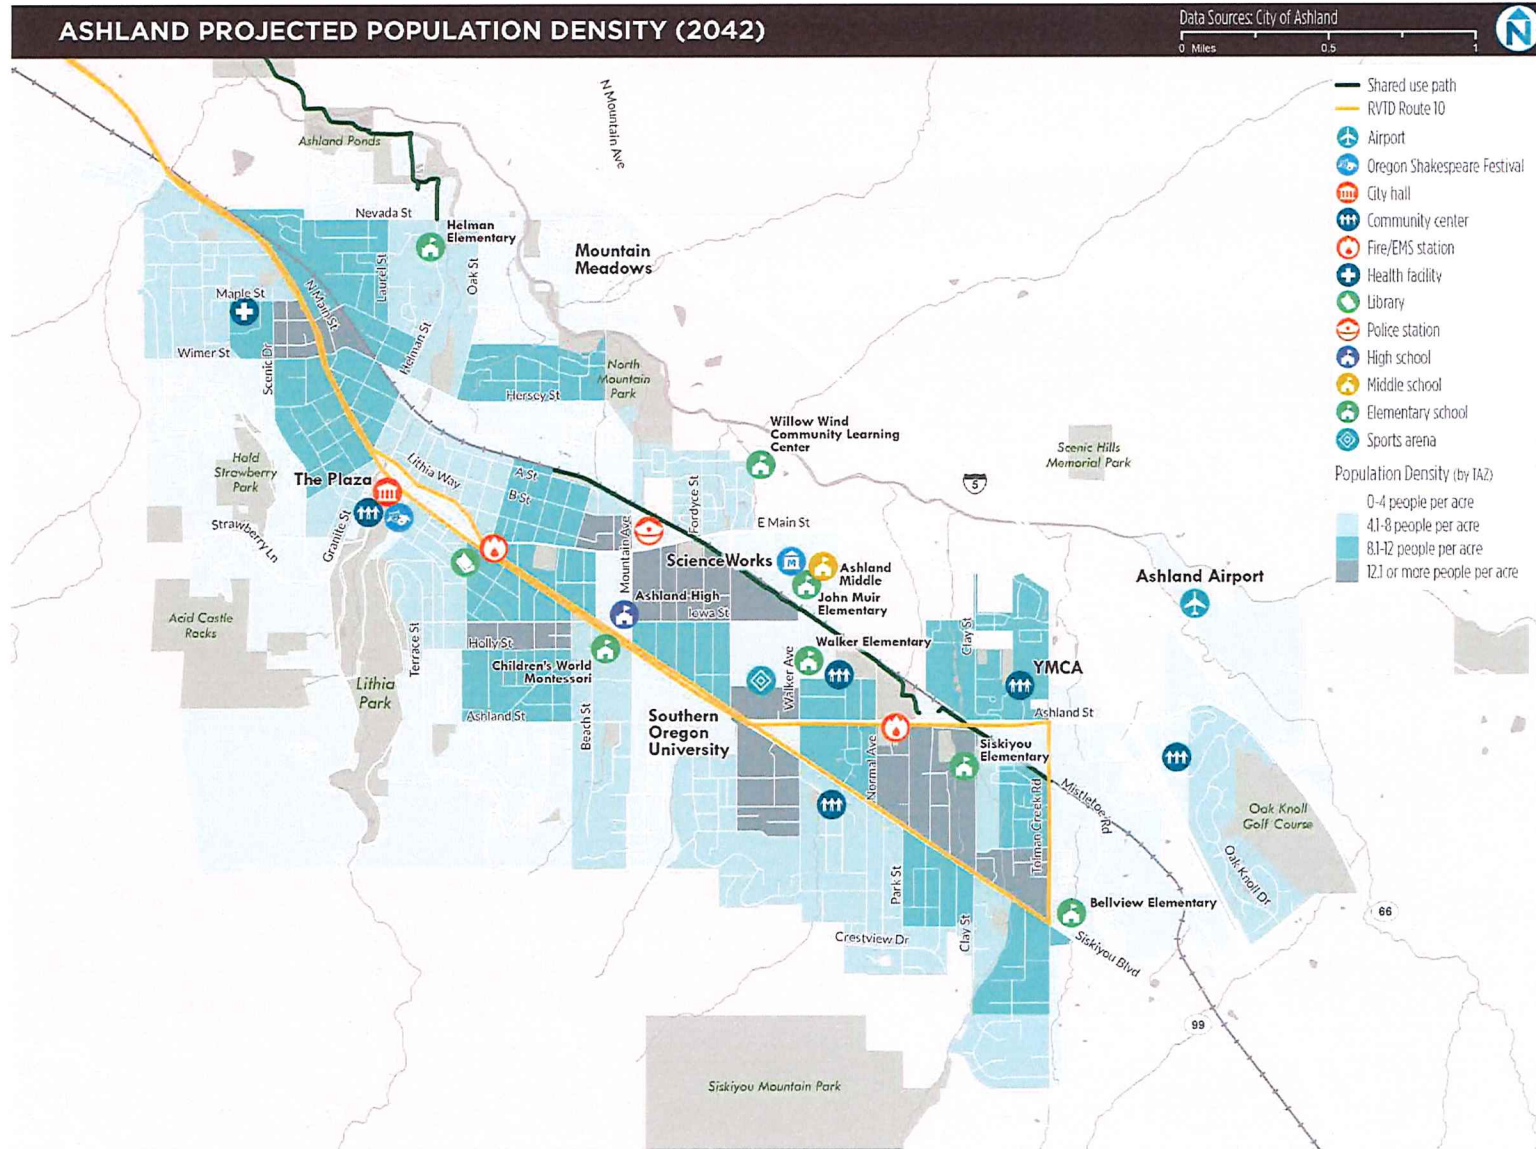 ASHLAND PROJECTED POPULATION DENSITY (2042)
Data Sources: City of Ashland
0 Miles 0.5 1
N
Shared use path
RVTD Route 10
Airport
Oregon Shakespeare Festival
City hall
Community center
Fire/EMS station
Health facility
Library
Police station
High school
Middle school
Elementary school
Sports arena
Population Density (by TAZ)
0-4 people per acre
4.1-8 people per acre
8.1-12 people per acre
12.1 or more people per acre
N Mountain Ave
Ashland Ponds
Nevada St
Helman
Elementary
Mountain
Meadows
Laurel St
Oak St
Maple St
N Main St
Wimer St
Scenic Dr
Helman St
North
Mountain
Park
Hersey St
Willow Wind
Community Learning
Center
Scenic Hills
Memorial Park
5
Hald
Strawberry
Park
The Plaza
Lithia Way
A St
B St
Fordyce St
E Main St
Strawberry Ln
Granite St
Mountain Ave
ScienceWorks
M
Ashland
Middle
John Muir
Elementary
Ashland Airport
Ashland High
Iowa St
Acid Castle
Rocks
Terrace St
Holly St
Children's World
Montessori
Walker Elementary
Walker Ave
Clay St
YMCA
Lithia
Park
Ashland St
Beach St
Southern
Oregon
University
Ashland St
Normal Ave
Siskiyou
Elementary
Tolman Creek Rd
Mistletoe Rd
Oak Knoll
Golf Course
Oak Knoll Dr
Park St
Clay St
Bellview Elementary
66
Crestview Dr
Siskiyou Blvd
99
Siskiyou Mountain Park